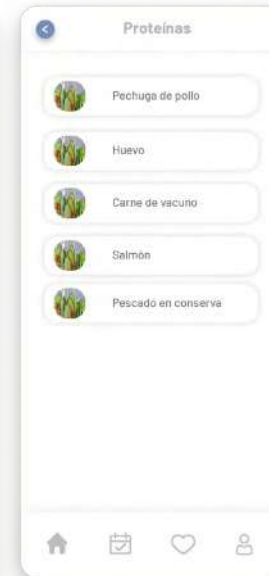 Proteínas
Pechuga de pollo
Huevo
Carne de vacuno
Salmón
Pescado en conserva